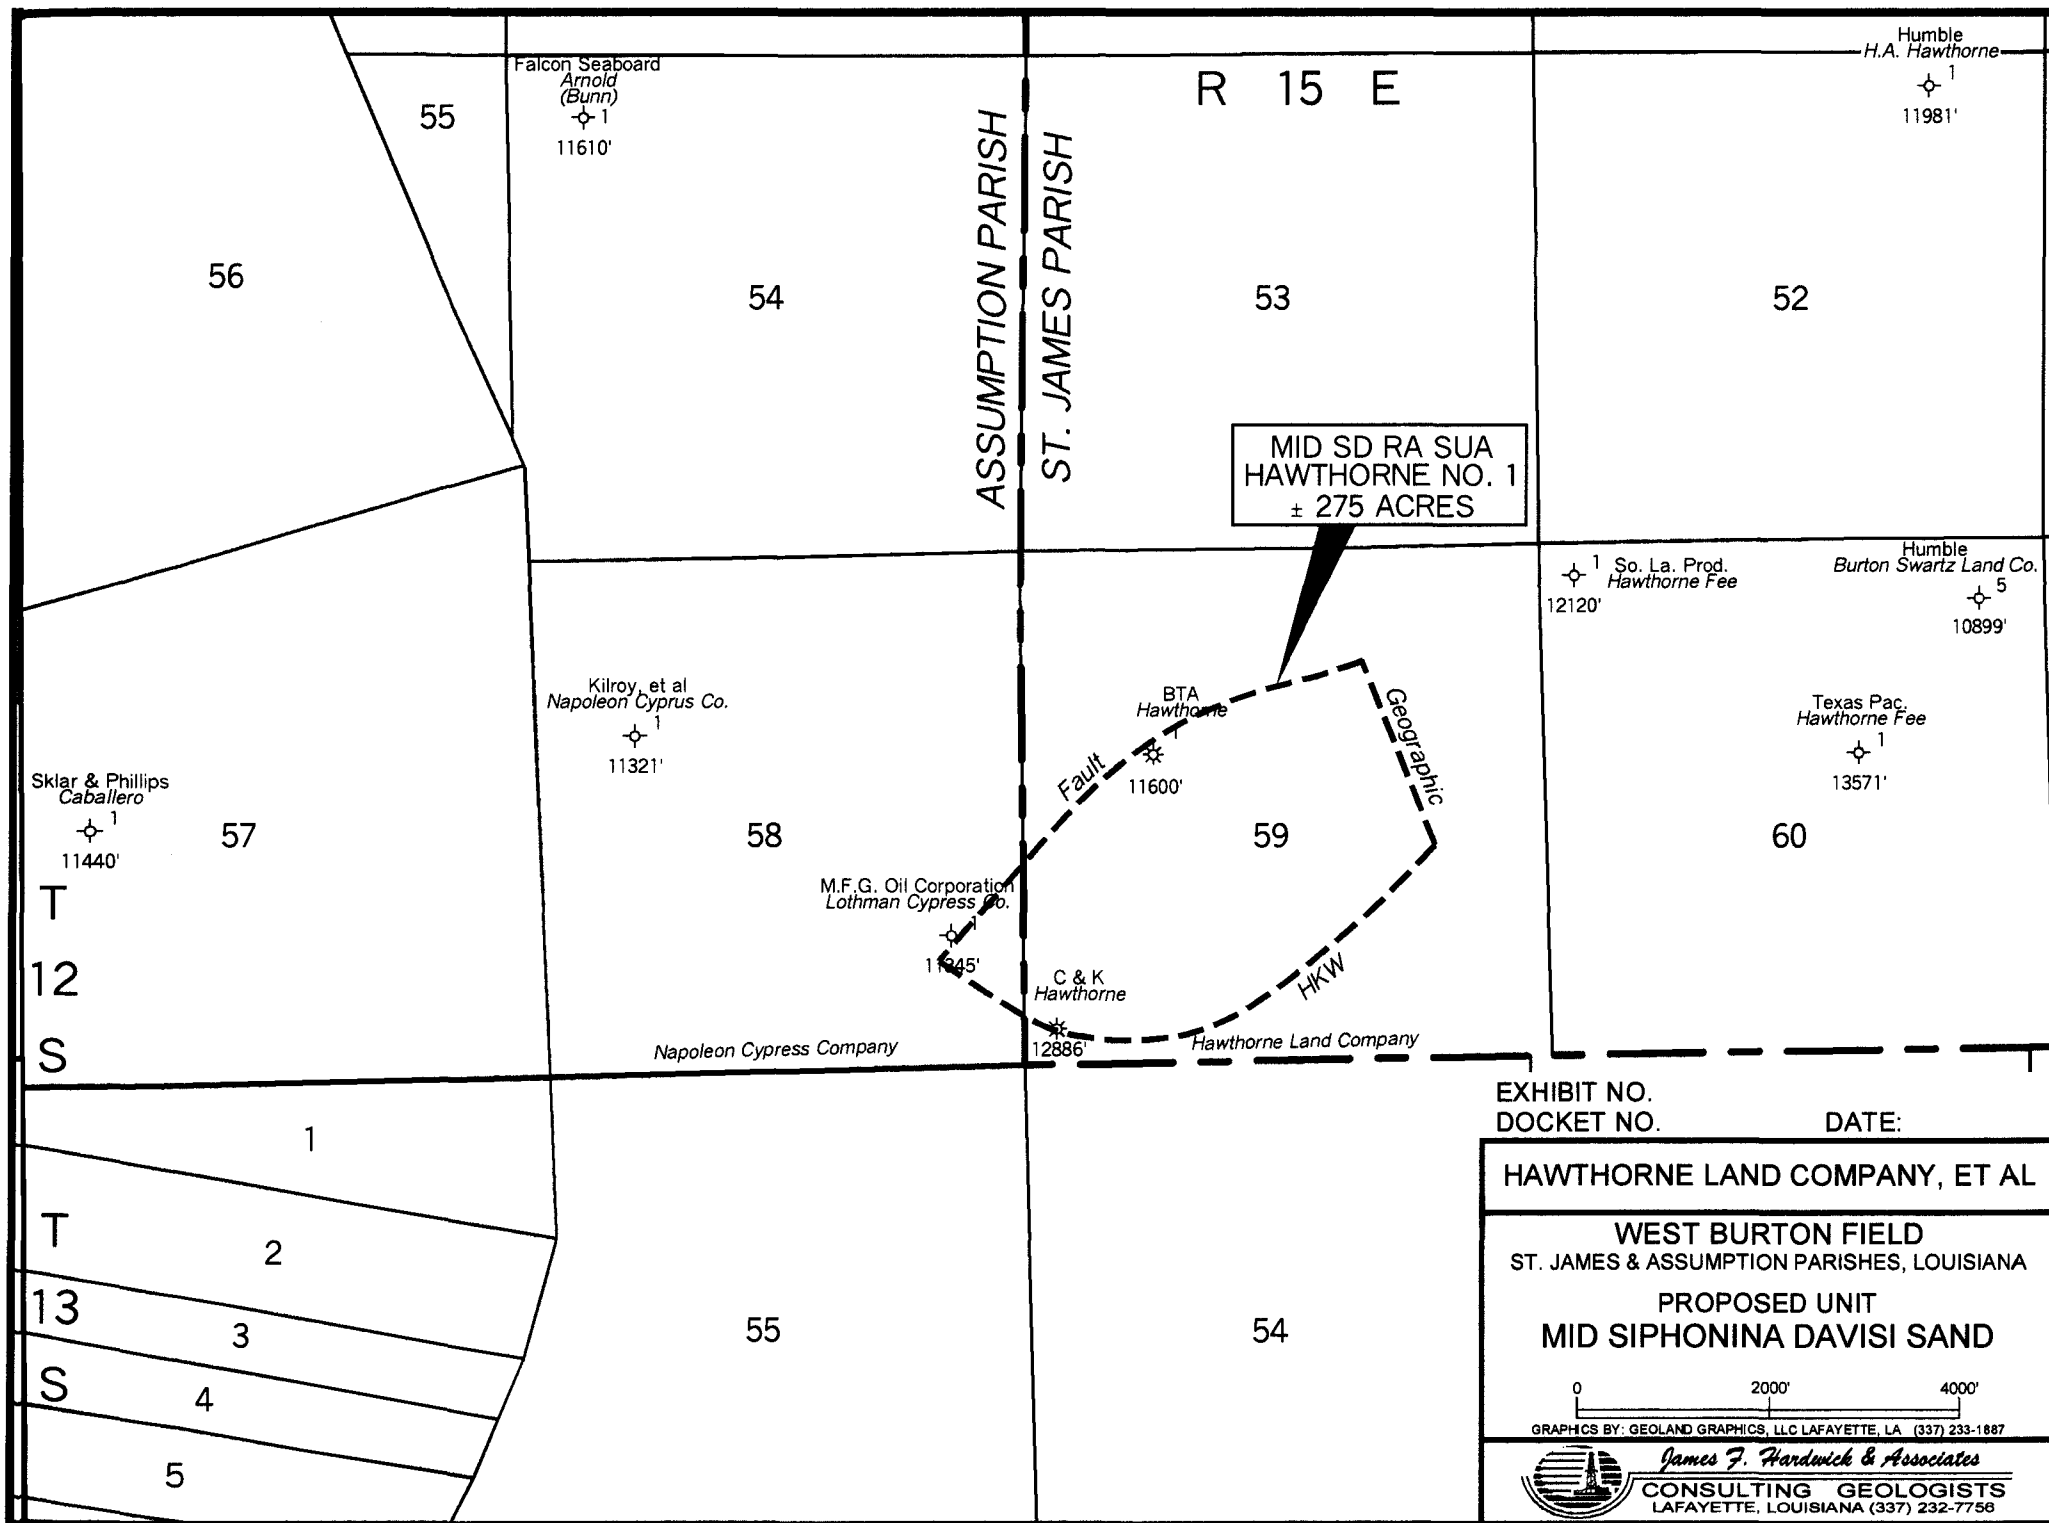 Humble
H.A. Hawthorne
1
11981'
Falcon Seaboard
Arnold
(Bunn)
1
11610'
R 15 E
55
56
54
53
52
ASSUMPTION PARISH
ST. JAMES PARISH
MID SD RA SUA
HAWTHORNE NO. 1
± 275 ACRES
1
So. La. Prod.
Hawthorne Fee
12120'
Humble
Burton Swartz Land Co.
5
10899'
Kilroy, et al
Napoleon Cyprus Co.
1
11321'
BTA
Hawthorne
1
11600'
Fault
Geographic
Texas Pac.
Hawthorne Fee
1
13571'
Sklar & Phillips
Caballero
1
11440'
57
58
59
60
M.F.G. Oil Corporation
Lothman Cypress Co.
1
C & K
Hawthorne
12886'
HKW
Napoleon Cypress Company
Hawthorne Land Company
T
12
S
T
13
S
1
2
3
4
5
55
54
EXHIBIT NO.
DOCKET NO. DATE:
HAWTHORNE LAND COMPANY, ET AL
WEST BURTON FIELD
ST. JAMES & ASSUMPTION PARISHES, LOUISIANA
PROPOSED UNIT
MID SIPHONINA DAVISI SAND
0 2000' 4000'
GRAPHICS BY: GEOLAND GRAPHICS, LLC LAFAYETTE, LA (337) 233-1887
James F. Hardwick & Associates
CONSULTING GEOLOGISTS
LAFAYETTE, LOUISIANA (337) 232-7756